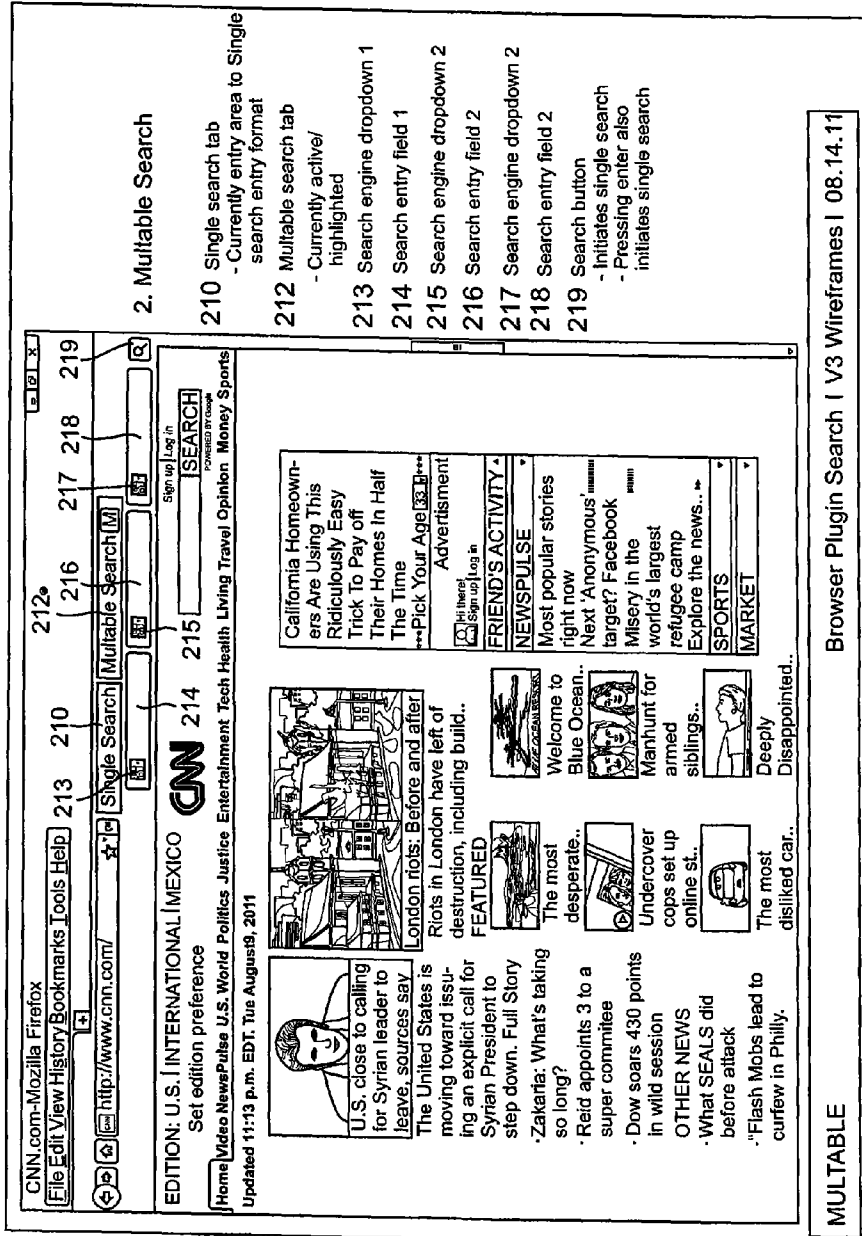 CNN.com-Mozilla Firefox
File Edit View History Bookmarks Tools Help
+
http://www.cnn.com/
Single Search
Multable Search M
213
210
212
214
215
216
217
218
219
EDITION: U.S. | INTERNATIONAL | MEXICO
Set edition preference
CNN
Sign up | Log in
SEARCH
POWERED BY Google
Home Video NewsPulse U.S. World Politics Justice Entertainment Tech Health Living Travel Opinion Money Sports
Updated 11:13 p.m. EDT. Tue August9, 2011
U.S. close to calling
for Syrian leader to
leave, sources say
The United States is
moving toward issu-
ing an explicit call for
Syrian President to
step down. Full Story
·Zakaria: What's taking
so long?
· Reid appoints 3 to a
super commitee
· Dow soars 430 points
in wild session
OTHER NEWS
· What SEALS did
before attack
·"Flash Mobs lead to
curfew in Philly.
London riots: Before and after
Riots in London have left of
destruction, including build..
FEATURED
The most
desperate..
Welcome to
Blue Ocean...
Undercover
cops set up
online st..
Manhunt for
armed
siblings..
The most
disliked car..
Deeply
Disappointed..
California Homeown-
ers Are Using This
Ridiculously Easy
Trick To Pay off
Their Homes In Half
The Time
***Pick Your Age 33 ***
Advertisment
Hi there!
Sign up | Log in
FRIEND'S ACTIVITY
NEWSPULSE
Most popular stories
right now
Next 'Anonymous'
target? Facebook
Misery in the
world's largest
refugee camp
Explore the news...
SPORTS
MARKET
2. Multable Search
210 Single search tab
- Currently entry area to Single
search entry format
212 Multable search tab
- Currently active/
highlighted
213 Search engine dropdown 1
214 Search entry field 1
215 Search engine dropdown 2
216 Search entry field 2
217 Search engine dropdown 2
218 Search entry field 2
219 Search button
- Initiates single search
- Pressing enter also
initiates single search
MULTABLE
Browser Plugin Search | V3 Wireframes | 08.14.11